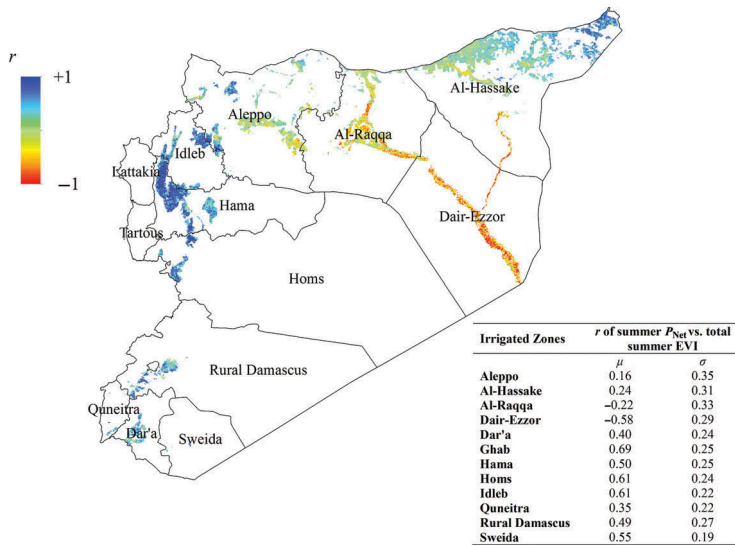 r
+1
−1
Al-Hassake
Aleppo
Al-Raqqa
Idleb
Lattakia
Hama
Dair-Ezzor
Tartous
Homs
Rural Damascus
Quneitra
Dar'a
Sweida
Irrigated Zones r of summer PNet vs. total
summer EVI
μ σ
Aleppo 0.16 0.35
Al-Hassake 0.24 0.31
Al-Raqqa −0.22 0.33
Dair-Ezzor −0.58 0.29
Dar'a 0.40 0.24
Ghab 0.69 0.25
Hama 0.50 0.25
Homs 0.61 0.24
Idleb 0.61 0.22
Quneitra 0.35 0.22
Rural Damascus 0.49 0.27
Sweida 0.55 0.19